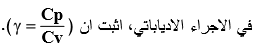 في الاجراء الادياباتي، اثبت ان (γ = Cp/Cv).